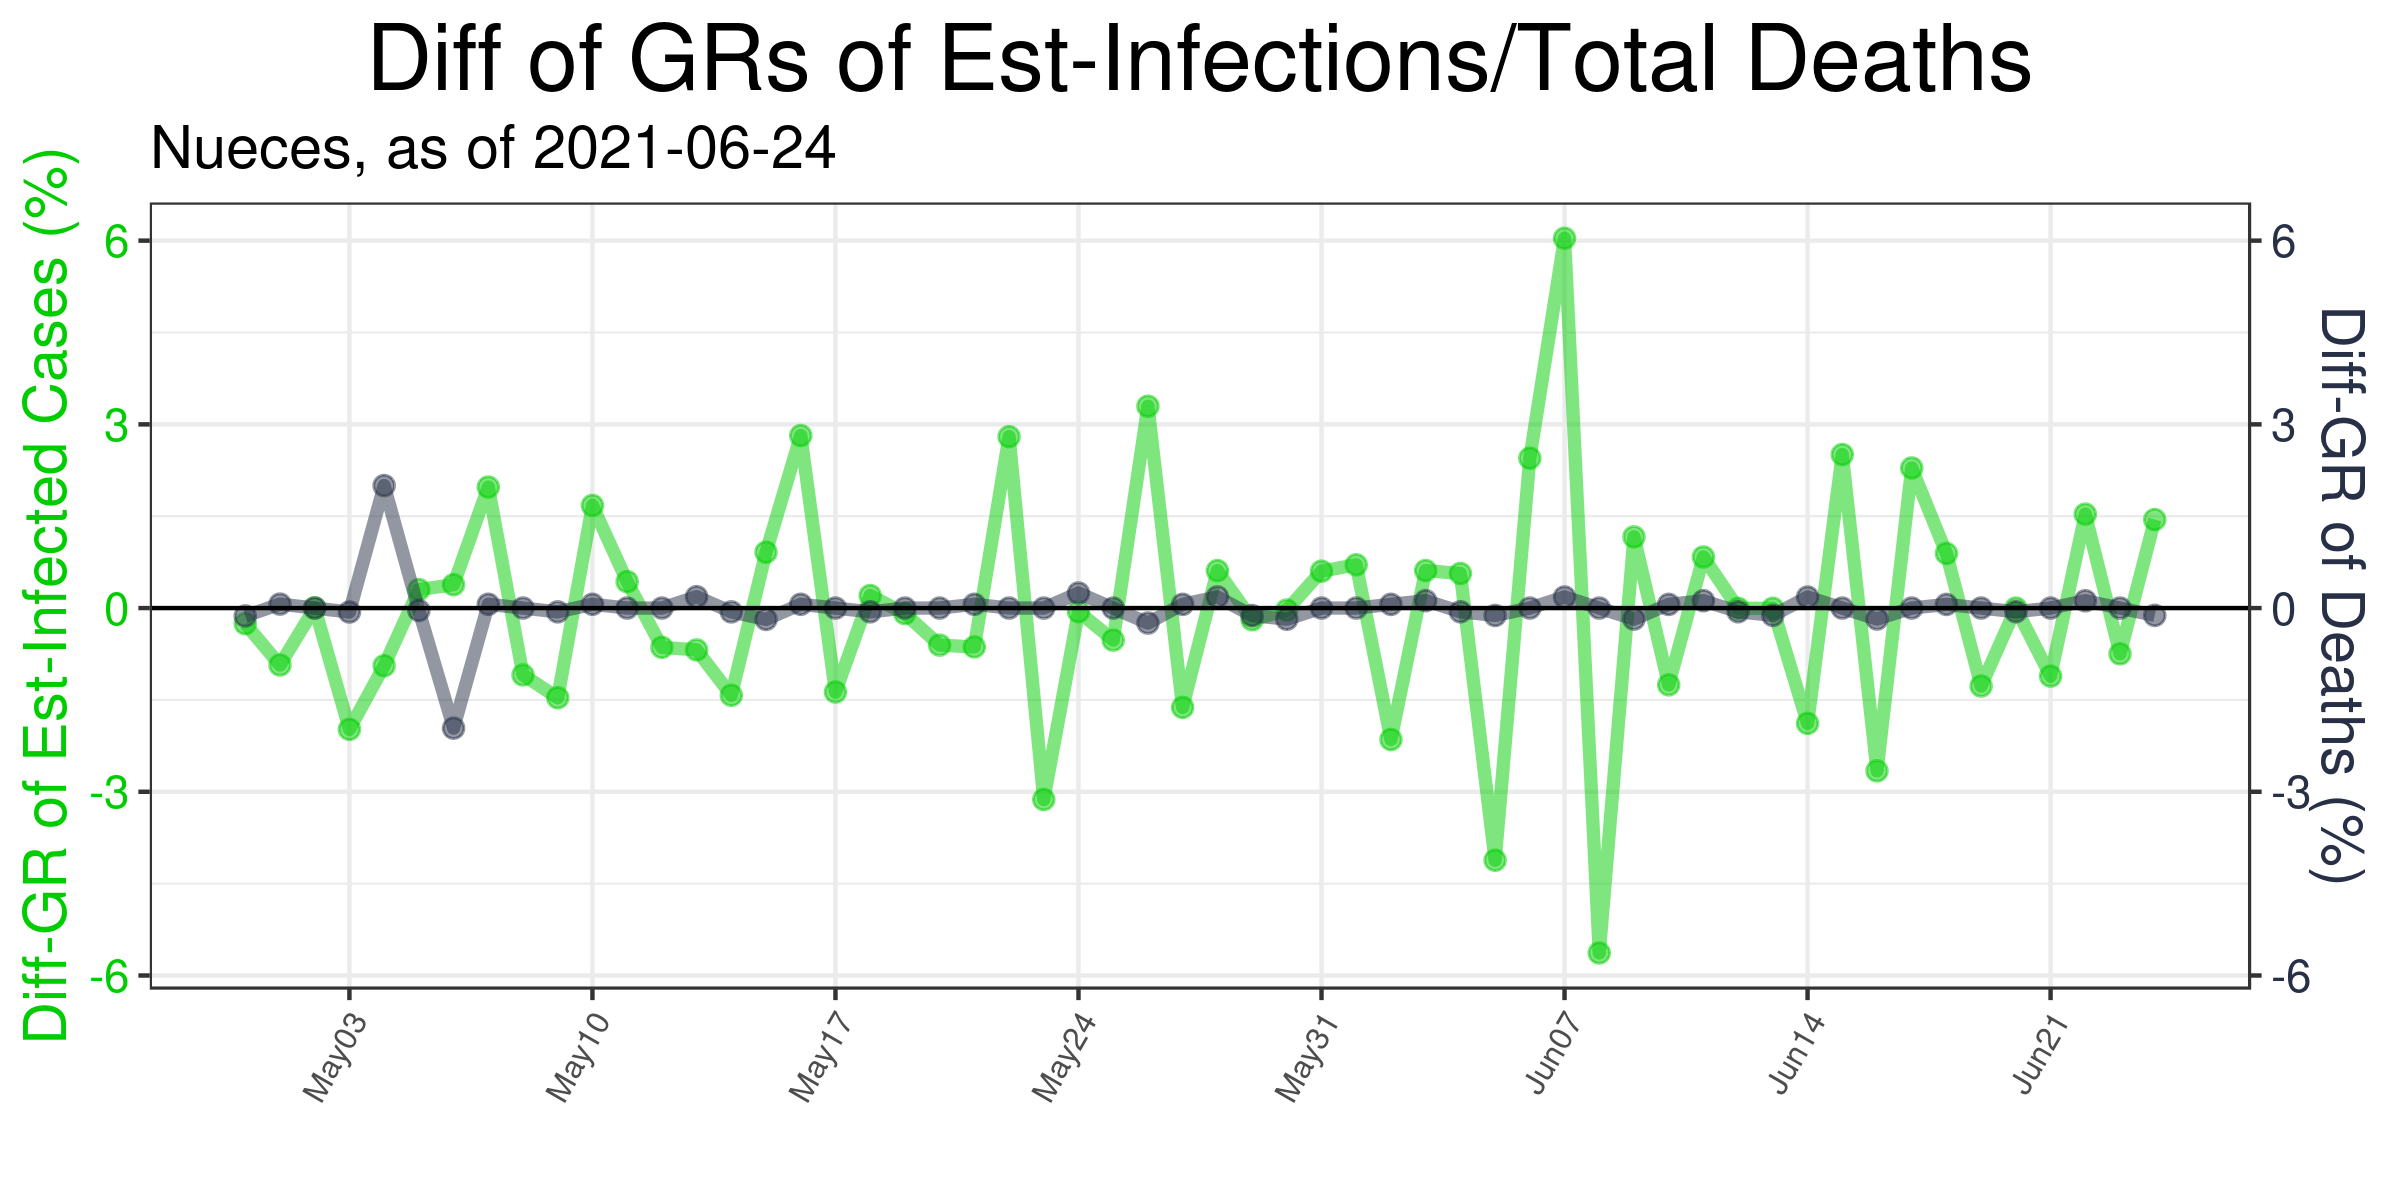 Diff of GRs of Est-Infections/Total Deaths
Nueces, as of 2021-06-24
Diff-GR of Est-Infected Cases (%)
6
3
0
-3
-6
6
3
0
-3
-6
Diff-GR of Deaths (%)
May03
May10
May17
May24
May31
Jun07
Jun14
Jun21